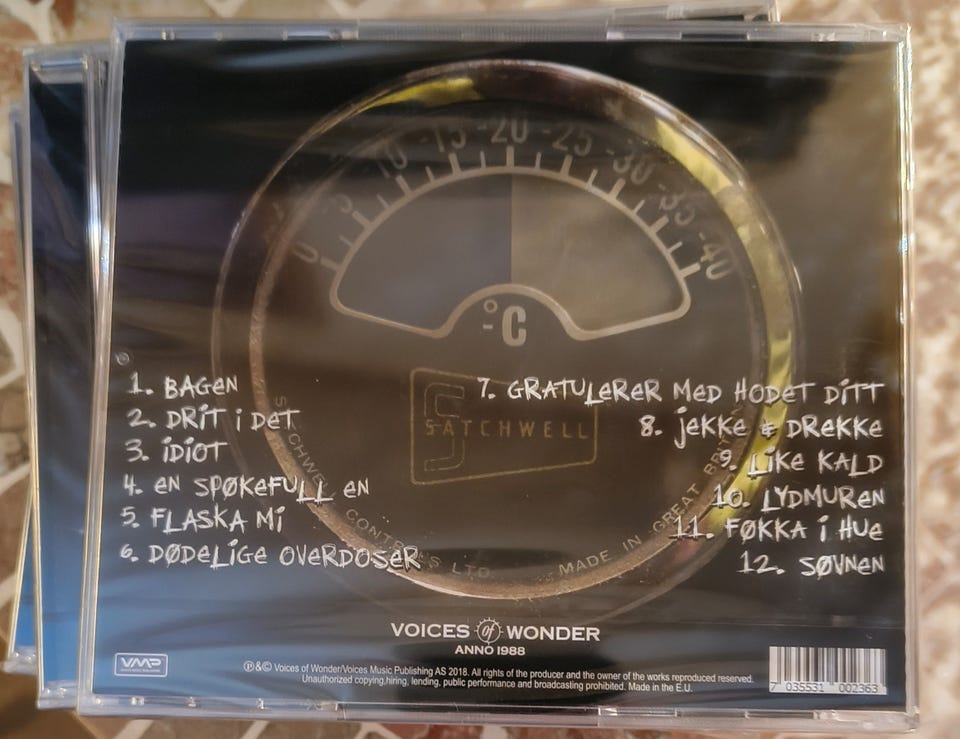 0 -5 -10 -15 -20 -25 -30 -35 -40
°C
SATCHWELL
SATCHWELL CONTROLS LTD. MADE IN GREAT BRITAIN
1. BAGEN
2. DRIT I DET
3. IDIOT
4. EN SPØKEFULL EN
5. FLASKA MI
6. DØDELIGE OVERDOSER
7. GRATULERER MED HODET DITT
8. JEKKE & DREKKE
9. LIKE KALD
10. LYDMUREN
11. FØKKA I HUE
12. SØVNEN
VOICES of WONDER
ANNO 1988
VMP
℗&© Voices of Wonder/Voices Music Publishing AS 2018. All rights of the producer and the owner of the works reproduced reserved.
Unauthorized copying,hiring, lending, public performance and broadcasting prohibited. Made in the E.U.
7 035531 002363